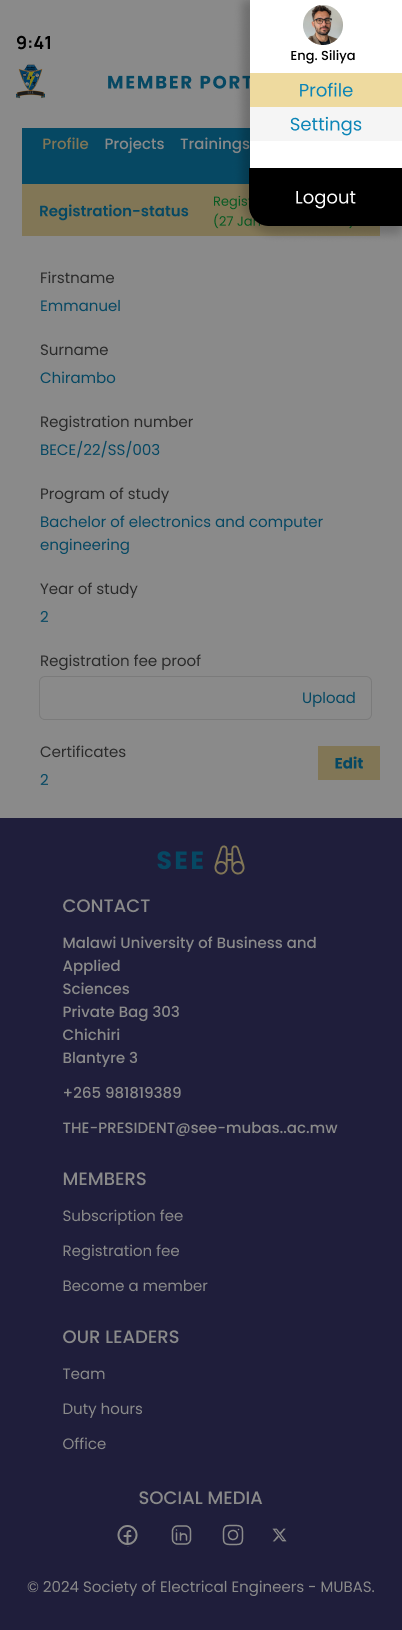 9:41
Eng. Siliya
Profile
Settings
Logout
MEMBER PORT
Profile Projects Trainings
Registration-status
(27
Firstname
Emmanuel
Surname
Chirambo
Registration number
BECE/22/SS/003
Program of study
Bachelor of electronics and computer
engineering
Year of study
2
Registration fee proof
Upload
Certificates
2
Edit
SEE
CONTACT
Malawi University of Business and
Applied
Sciences
Private Bag 303
Chichiri
Blantyre 3
+265 981819389
THE-PRESIDENT@see-mubas..ac.mw
MEMBERS
Subscription fee
Registration fee
Become a member
OUR LEADERS
Team
Duty hours
Office
SOCIAL MEDIA
© 2024 Society of Electrical Engineers - MUBAS.